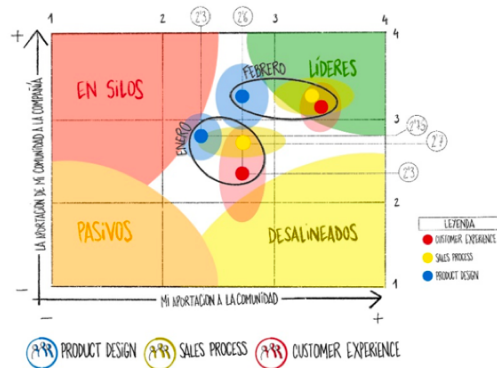 1 2 2'3 2'6 3 4
+
EN SILOS
FEBRERO
LÍDERES
4
3
ENERO
2'75
2'7
2'3
2
PASIVOS
DESALINEADOS
1
LA APORTACIÓN DE MI COMUNIDAD A LA COMPAÑÍA
MI APORTACION A LA COMUNIDAD
-
- +
LEYENDA
CUSTOMER EXPERIENCE
SALES PROCESS
PRODUCT DESIGN
PRODUCT DESIGN SALES PROCESS CUSTOMER EXPERIENCE